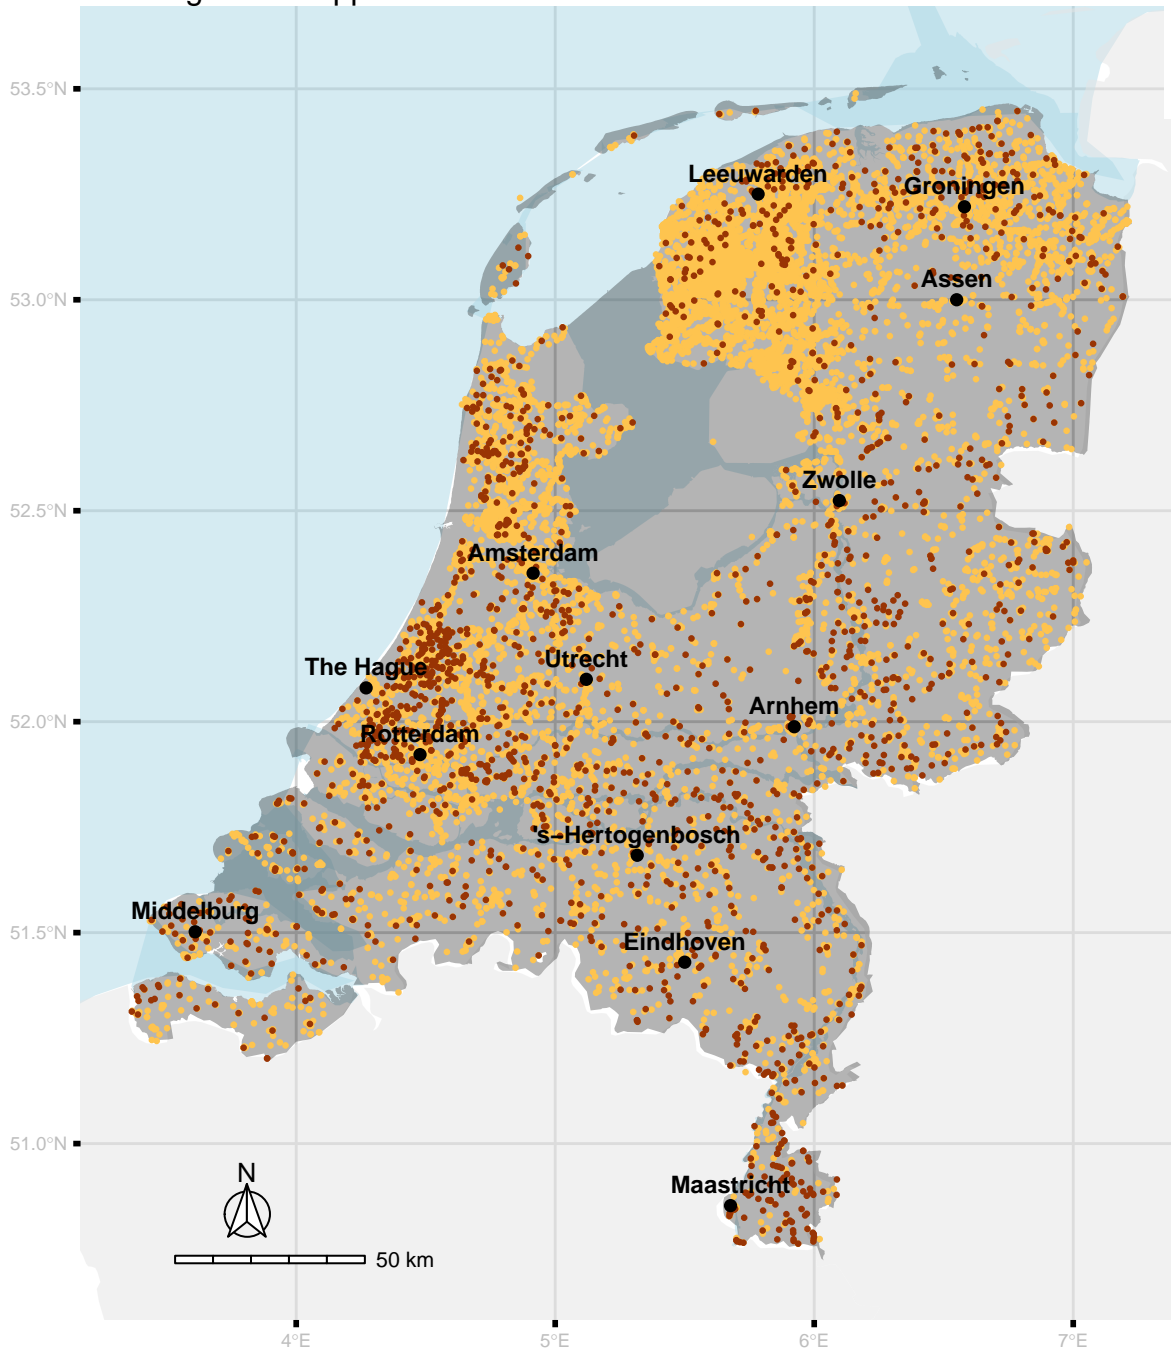 53.5°N
Leeuwarden
Groningen
53.0°N
Assen
Zwolle
52.5°N
Amsterdam
The Hague
Utrecht
52.0°N
Arnhem
Rotterdam
's−Hertogenbosch
Middelburg
51.5°N
Eindhoven
51.0°N
Maastricht
N
50 km
4°E
5°E
6°E
7°E